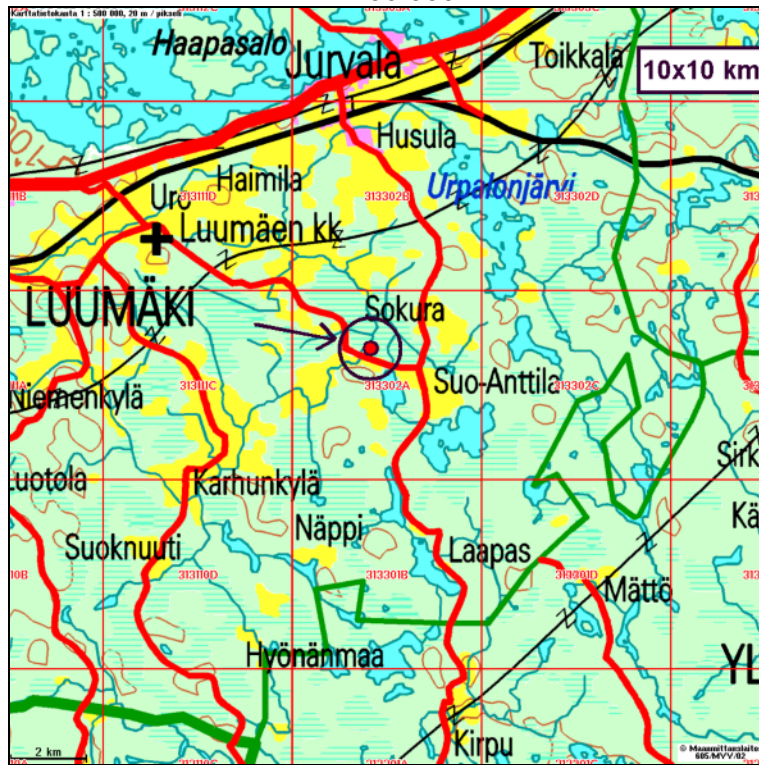 Karttatietokanta 1 : 500 000, 20 m / pikseli
Haapasalo
Jurvala
Toikkala
10x10 km
Husula
Haimila
Urpalonjärvi
313302B
313302D
313111D
Luumäen kk
LUUMÄKI
Sokura
313111C
313302A
Suo-Anttila
313302C
Niemenkylä
Luotola
Karhunkylä
Näppi
Suoknuuti
Laapas
313110D
313301B
313301D
Mättö
Hyönänmaa
YL
Kirpu
2 km
© Maanmittauslaitos
605/MVV/02